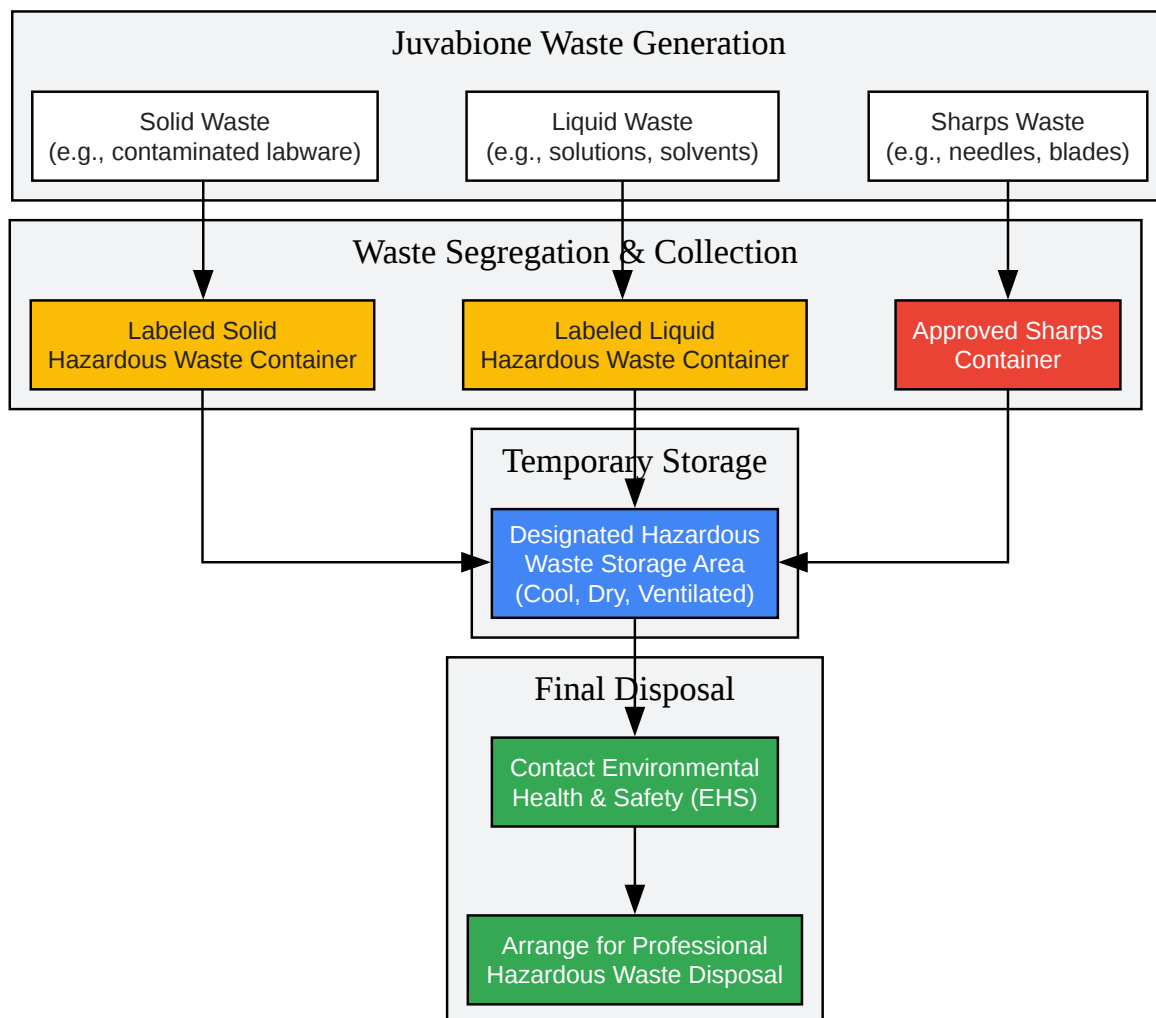 Juvabione Waste Generation
Solid Waste
(e.g., contaminated labware)
Liquid Waste
(e.g., solutions, solvents)
Sharps Waste
(e.g., needles, blades)
Waste Segregation & Collection
Labeled Solid
Hazardous Waste Container
Labeled Liquid
Hazardous Waste Container
Approved Sharps
Container
Temporary Storage
Designated Hazardous
Waste Storage Area
(Cool, Dry, Ventilated)
Final Disposal
Contact Environmental
Health & Safety (EHS)
Arrange for Professional
Hazardous Waste Disposal